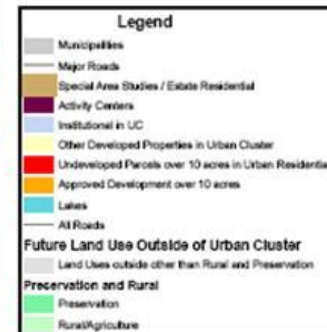 Legend
Municipalities
Major Roads
Special Area Studies / Estate Residential
Activity Centers
Institutional in UC
Other Developed Properties in Urban Cluster
Undeveloped Parcels over 10 acres in Urban Residentia
Approved Development over 10 acres
Lakes
All Roads
Future Land Use Outside of Urban Cluster
Land Uses outside other than Rural and Preservation
Preservation and Rural
Preservation
Rural/Agriculture